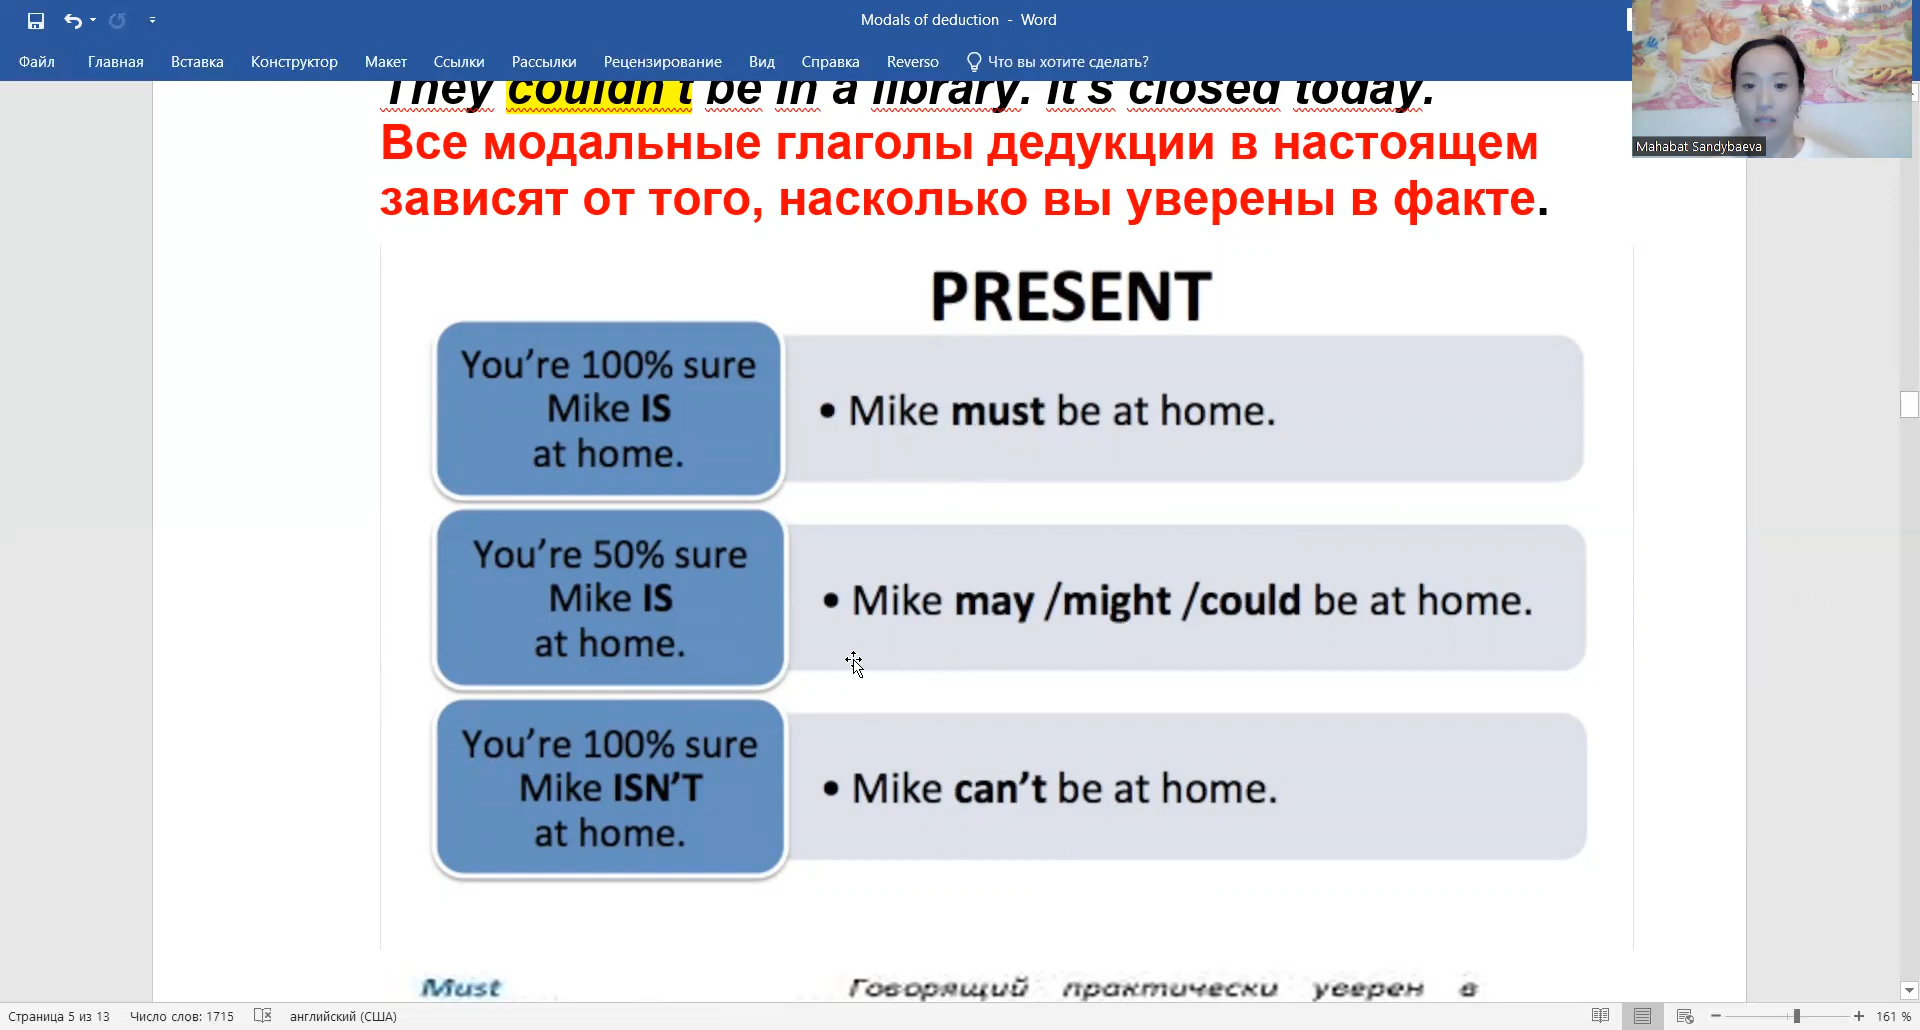 Modals of deduction - Word
Файл Главная Вставка Конструктор Макет Ссылки Рассылки Рецензирование Вид Справка Reverso Что вы хотите сделать?
Mahabat Sandybaeva
They couldn't be in a library. It's closed today.
Все модальные глаголы дедукции в настоящем
зависят от того, насколько вы уверены в факте.
PRESENT
You're 100% sure
Mike IS
at home.
• Mike must be at home.
You're 50% sure
Mike IS
at home.
• Mike may /might /could be at home.
You're 100% sure
Mike ISN'T
at home.
• Mike can't be at home.
Must Говорящий практически уверен в
Страница 5 из 13 Число слов: 1715 английский (США) 161 %